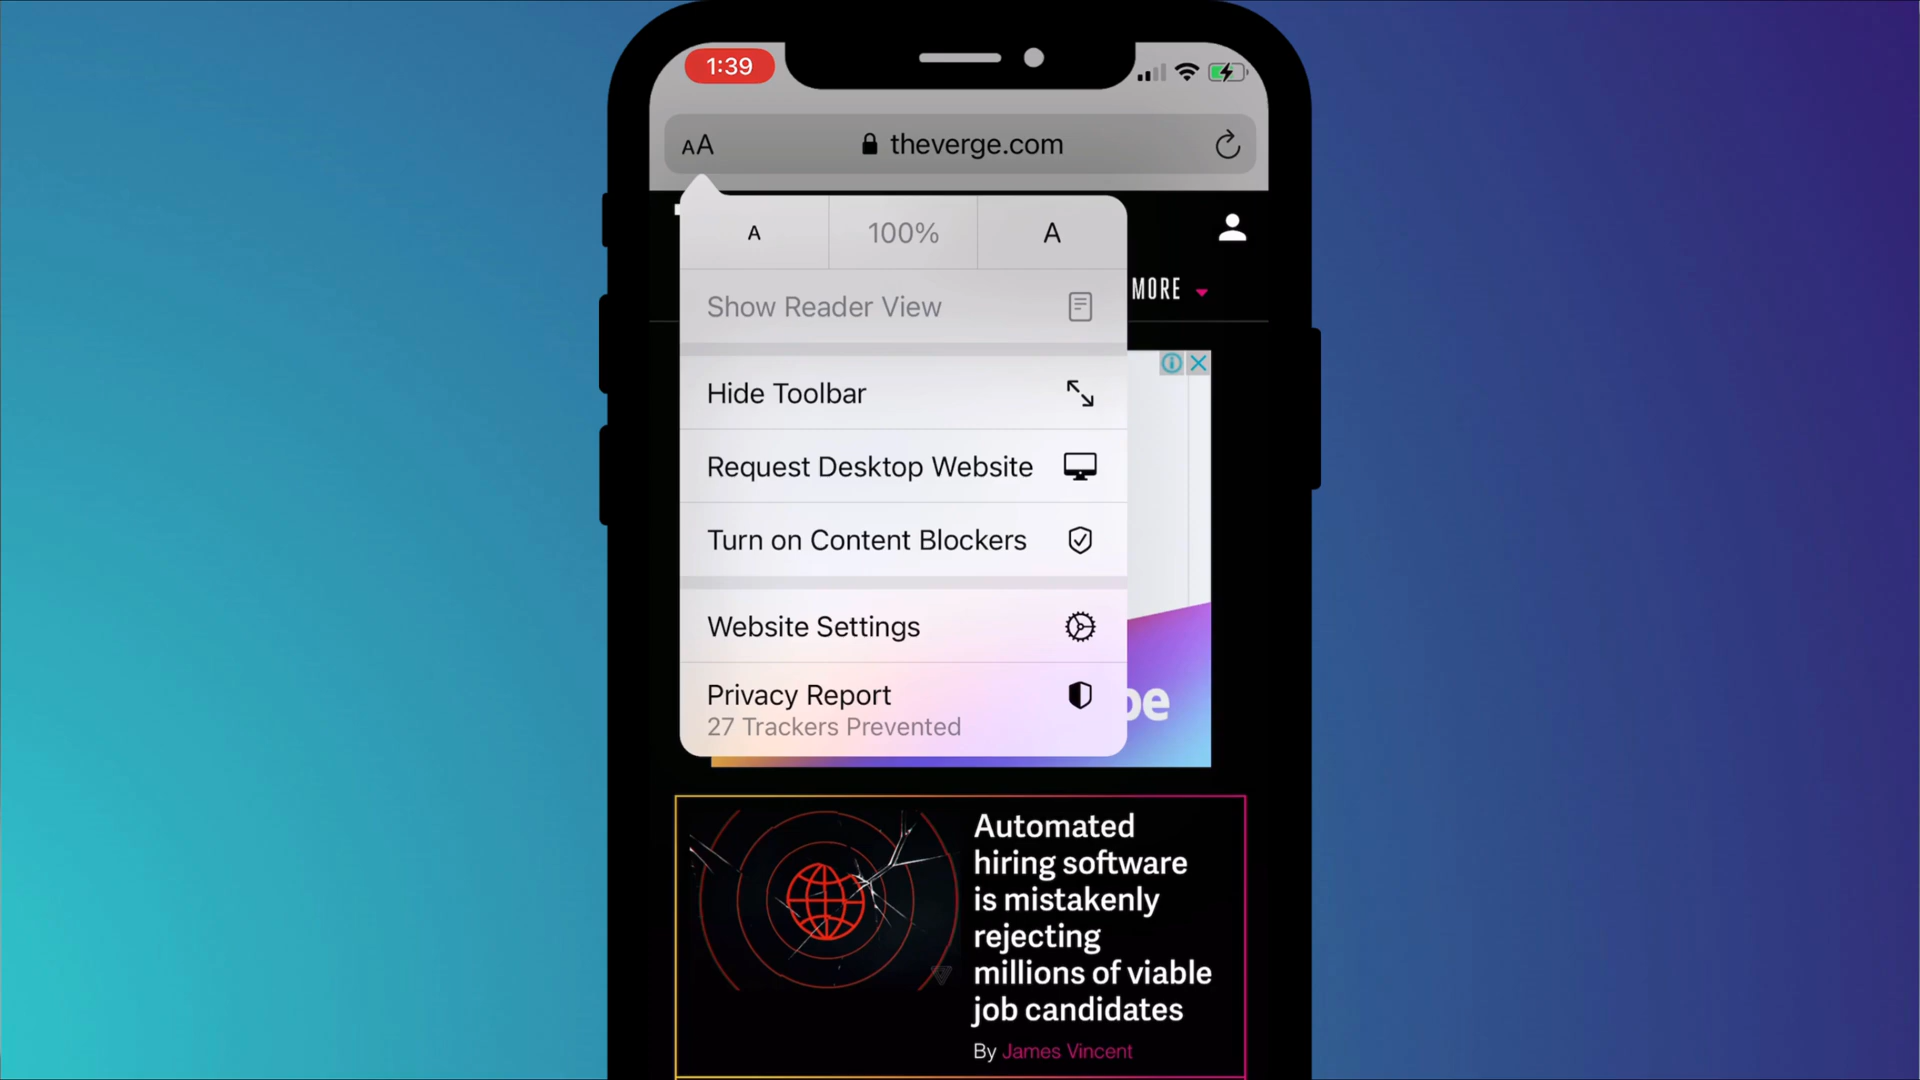 1:39
AA
theverge.com
A
100%
A
Show Reader View
MORE
Hide Toolbar
Request Desktop Website
Turn on Content Blockers
Website Settings
Privacy Report
27 Trackers Prevented
Automated
hiring software
is mistakenly
rejecting
millions of viable
job candidates
By James Vincent